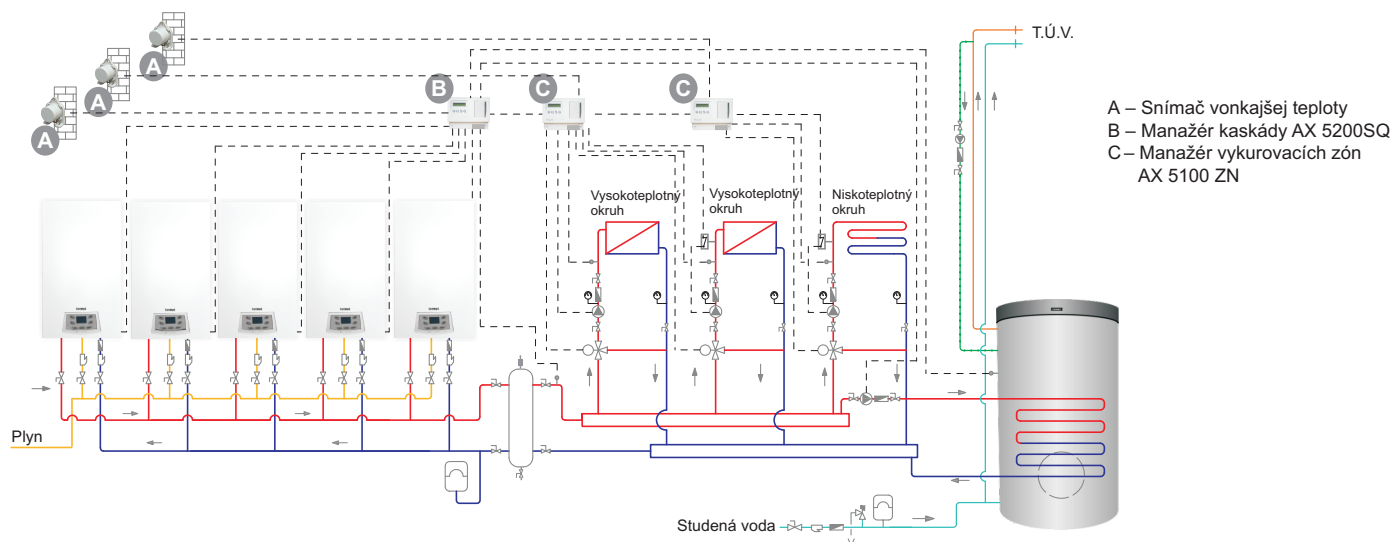 T.Ú.V.
A
A
A
B
C
C
A – Snímač vonkajšej teploty
B – Manažér kaskády AX 5200SQ
C – Manažér vykurovacích zón
AX 5100 ZN
Vysokoteplotný
okruh
Vysokoteplotný
okruh
Niskoteplotný
okruh
Plyn
Studená voda